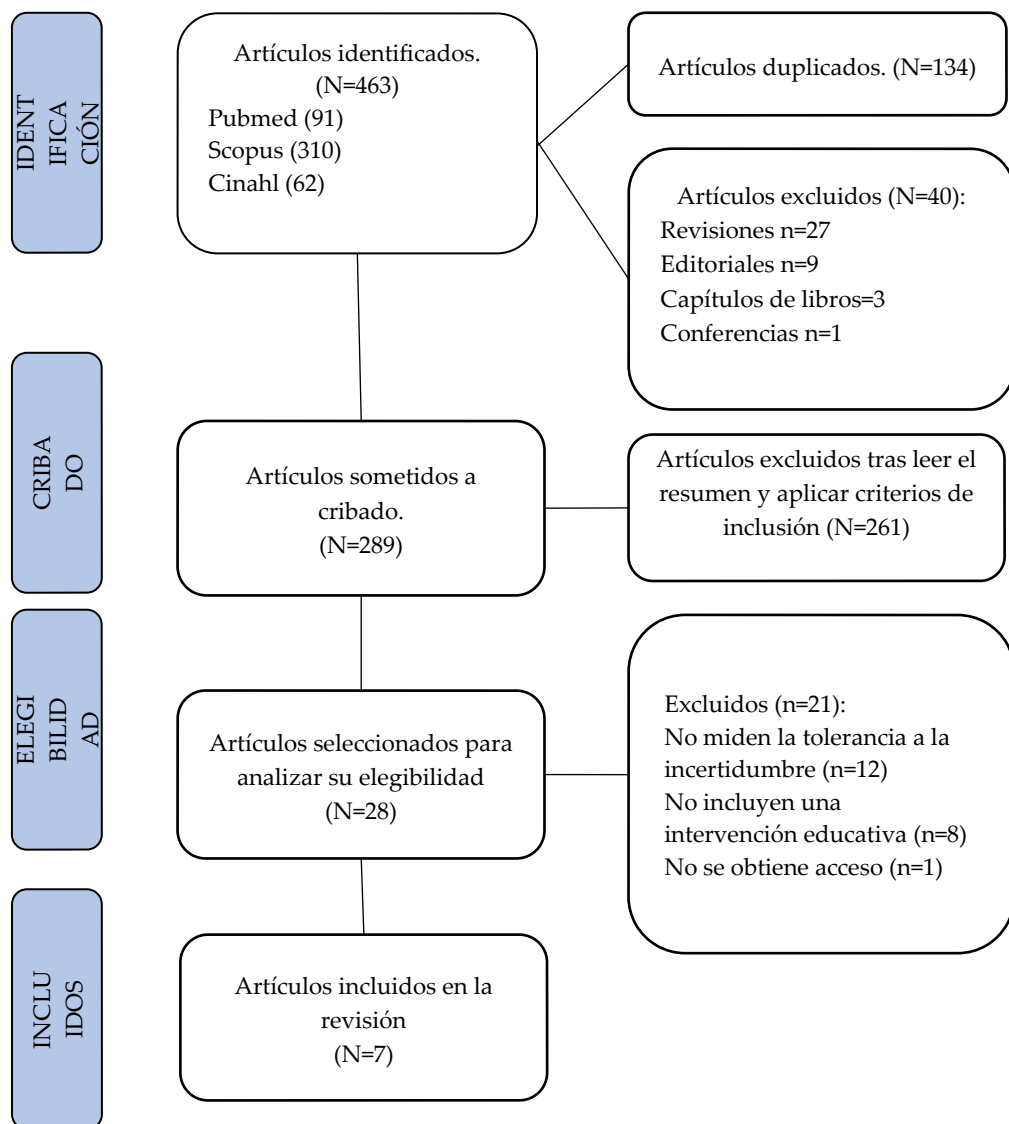 IDENT
IFICA
CIÓN
Artículos identificados.
(N=463)
Pubmed (91)
Scopus (310)
Cinahl (62)
Artículos duplicados. (N=134)
Artículos excluidos (N=40):
Revisiones n=27
Editoriales n=9
Capítulos de libros=3
Conferencias n=1
CRIBA
DO
Artículos sometidos a
cribado.
(N=289)
Artículos excluidos tras leer el
resumen y aplicar criterios de
inclusión (N=261)
ELEGI
BILID
AD
Artículos seleccionados para
analizar su elegibilidad
(N=28)
Excluidos (n=21):
No miden la tolerancia a la
incertidumbre (n=12)
No incluyen una
intervención educativa (n=8)
No se obtiene acceso (n=1)
INCLU
IDOS
Artículos incluidos en la
revisión
(N=7)